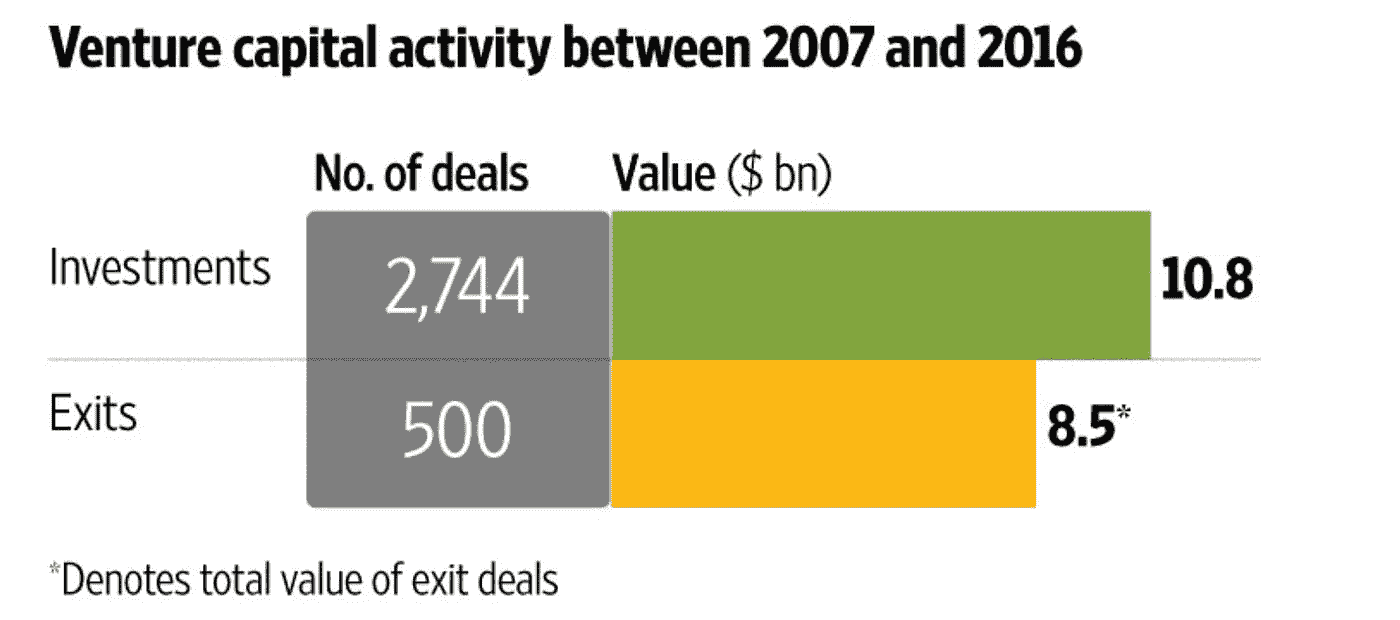 Venture capital activity between 2007 and 2016
No. of deals Value ($ bn)
Investments 2,744 10.8
Exits 500 8.5*
*Denotes total value of exit deals